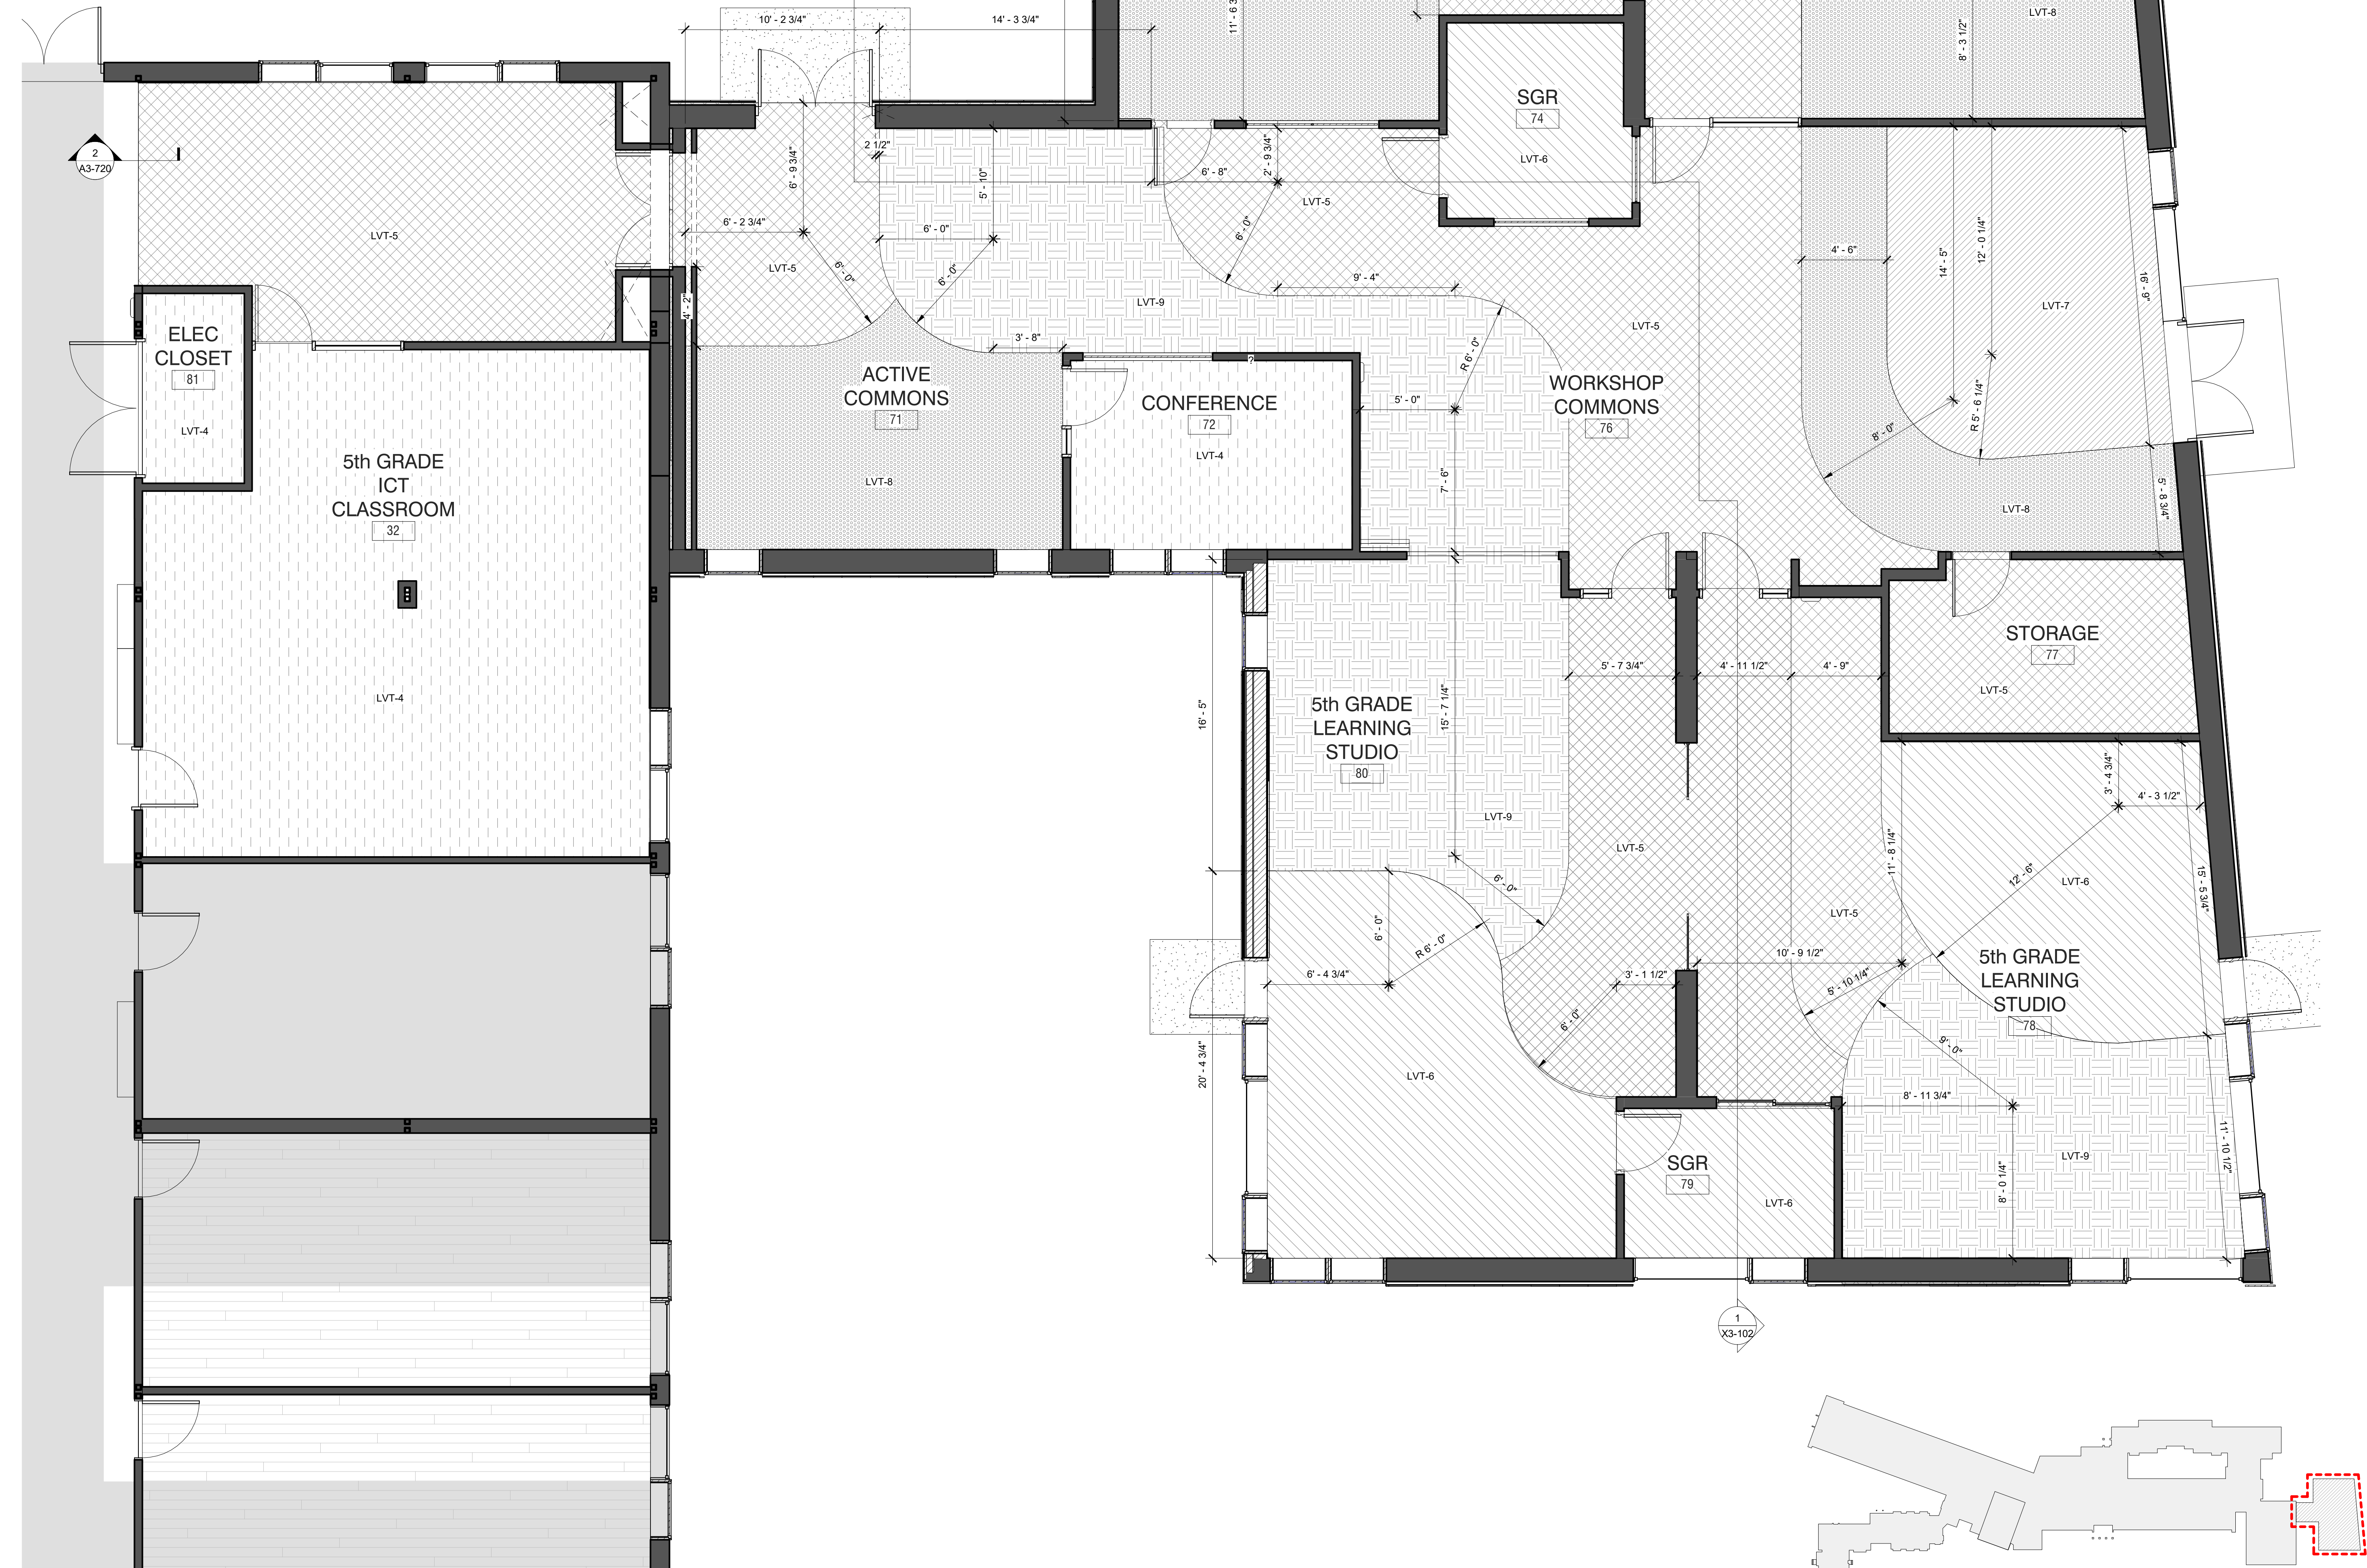 10' - 2 3/4"
14' - 3 3/4"
11' - 6 3
8' - 3 1/2"
LVT-8
SGR
74
LVT-6
2
A3-720
LVT-5
2 1/2"
6' - 9 3/4"
5' - 10"
6' - 8"
2' - 9 3/4"
LVT-5
6' - 2 3/4"
6' - 0"
6' - 0"
4' - 6"
14' - 5"
12' - 0 1/4"
16' - 9"
LVT-5
6' - 0"
6' - 0"
9' - 4"
4' - 2"
LVT-9
LVT-5
LVT-7
ELEC
CLOSET
81
LVT-4
3' - 8"
?
R 6' - 0"
ACTIVE
COMMONS
71
LVT-8
CONFERENCE
72
LVT-4
5' - 0"
WORKSHOP
COMMONS
76
R 5' - 6 1/4"
8' - 0"
7' - 6"
5' - 8 3/4"
LVT-8
5th GRADE
ICT
CLASSROOM
32
LVT-4
STORAGE
77
LVT-5
5' - 7 3/4"
4' - 11 1/2"
4' - 9"
16' - 5"
15' - 7 1/4"
5th GRADE
LEARNING
STUDIO
80
LVT-9
LVT-5
3' - 4 3/4"
4' - 3 1/2"
11' - 8 1/4"
12' - 6"
LVT-6
15' - 5 3/4"
6' - 0"
LVT-5
6' - 0"
R 6' - 0"
6' - 4 3/4"
3' - 1 1/2"
10' - 9 1/2"
5' - 10 1/4"
5th GRADE
LEARNING
STUDIO
78
6' - 0"
9' - 0"
20' - 4 3/4"
LVT-6
8' - 11 3/4"
11' - 10 1/2"
LVT-9
8' - 0 1/4"
SGR
79
LVT-6
1
X3-102